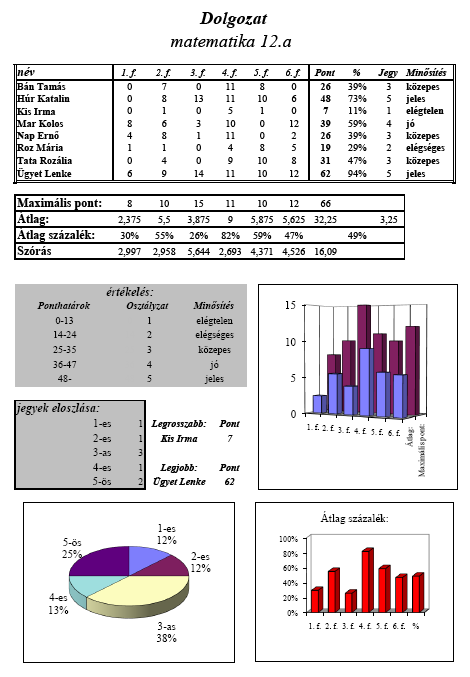 Dolgozat
matematika 12.a
név 1. f. 2. f. 3. f. 4. f. 5. f. 6. f. Pont % Jegy Minősítés
Bán Tamás 0 7 0 11 8 0 26 39% 3 közepes
Húr Katalin 0 8 13 11 10 6 48 73% 5 jeles
Kis Irma 0 1 0 5 1 0 7 11% 1 elégtelen
Mar Kolos 8 6 3 10 0 12 39 59% 4 jó
Nap Ernő 4 8 1 11 0 2 26 39% 3 közepes
Roz Mária 1 1 0 4 8 5 19 29% 2 elégséges
Tata Rozália 0 4 0 9 10 8 31 47% 3 közepes
Ügyet Lenke 6 9 14 11 10 12 62 94% 5 jeles
Maximális pont: 8 10 15 11 10 12 66
Átlag: 2,375 5,5 3,875 9 5,875 5,625 32,25 3,25
Átlag százalék: 30% 55% 26% 82% 59% 47% 49%
Szórás 2,997 2,958 5,644 2,693 4,371 4,526 16,09
értékelés:
Ponthatárok Osztályzat Minősítés
0-13 1 elégtelen
14-24 2 elégséges
25-35 3 közepes
36-47 4 jó
48- 5 jeles
15
10
5
0
1. f. 2. f. 3. f. 4. f. 5. f. 6. f.
Átlag:
Maximális pont:
jegyek eloszlása:
1-es 1 Legrosszabb: Pont
2-es 1 Kis Irma 7
3-as 3
4-es 1 Legjobb: Pont
5-ös 2 Ügyet Lenke 62
1-es
12%
2-es
12%
3-as
38%
4-es
13%
5-ös
25%
Átlag százalék:
100%
80%
60%
40%
20%
0%
1. f. 2. f. 3. f. 4. f. 5. f. 6. f. %